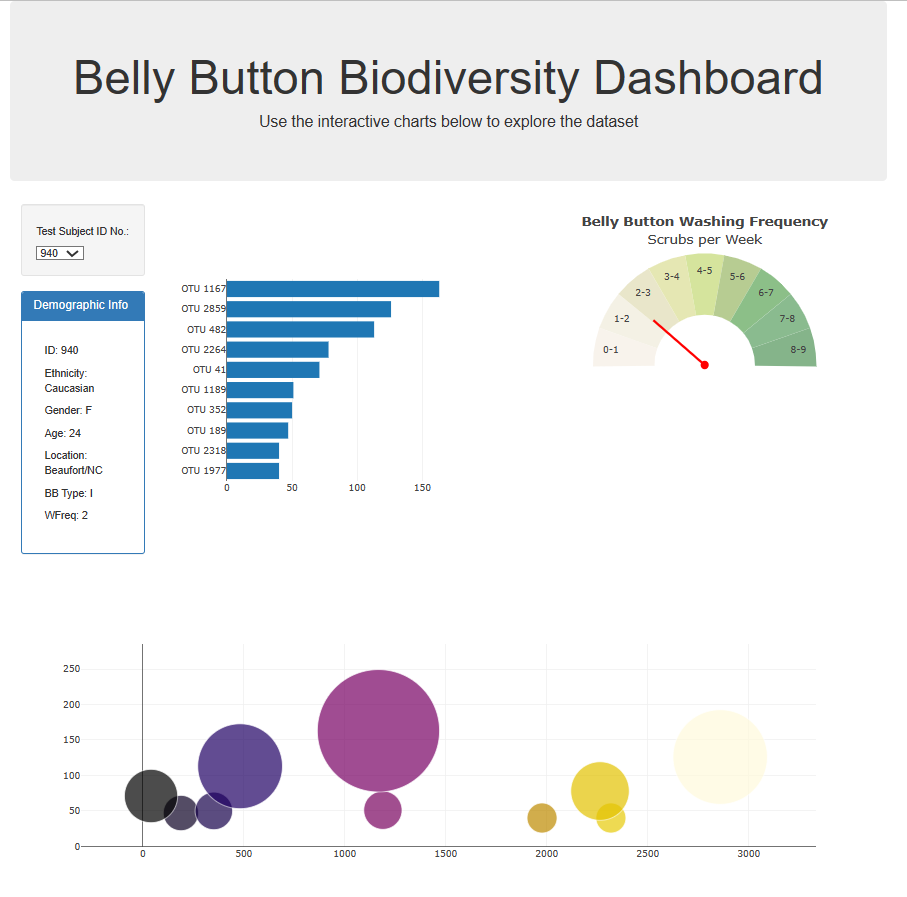 Belly Button Biodiversity Dashboard
Use the interactive charts below to explore the dataset
Test Subject ID No.:
940
Demographic Info
ID: 940
Ethnicity:
Caucasian
Gender: F
Age: 24
Location:
Beaufort/NC
BB Type: I
WFreq: 2
OTU 1167
OTU 2859
OTU 482
OTU 2264
OTU 41
OTU 1189
OTU 352
OTU 189
OTU 2318
OTU 1977
0 50 100 150
Belly Button Washing Frequency
Scrubs per Week
0-1
1-2
2-3
3-4
4-5
5-6
6-7
7-8
8-9
250
200
150
100
50
0
0 500 1000 1500 2000 2500 3000